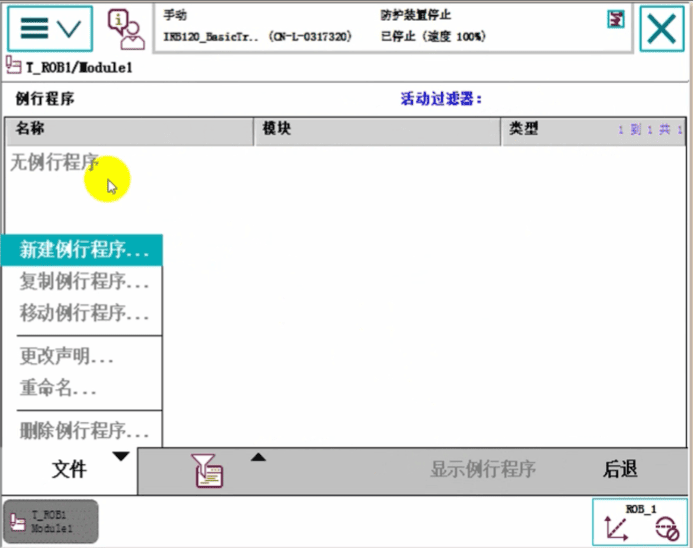 手动
防护装置停止
IRB120_BasicTr.. (CN-L-0317320)
已停止 (速度 100%)
T_ROB1/Module1
例行程序
活动过滤器:
名称
模块
类型
1 到 1 共 1
无例行程序
新建例行程序...
复制例行程序...
移动例行程序...
更改声明...
重命名...
删除例行程序...
文件
显示例行程序
后退
T_ROB1
Module1
ROB_1